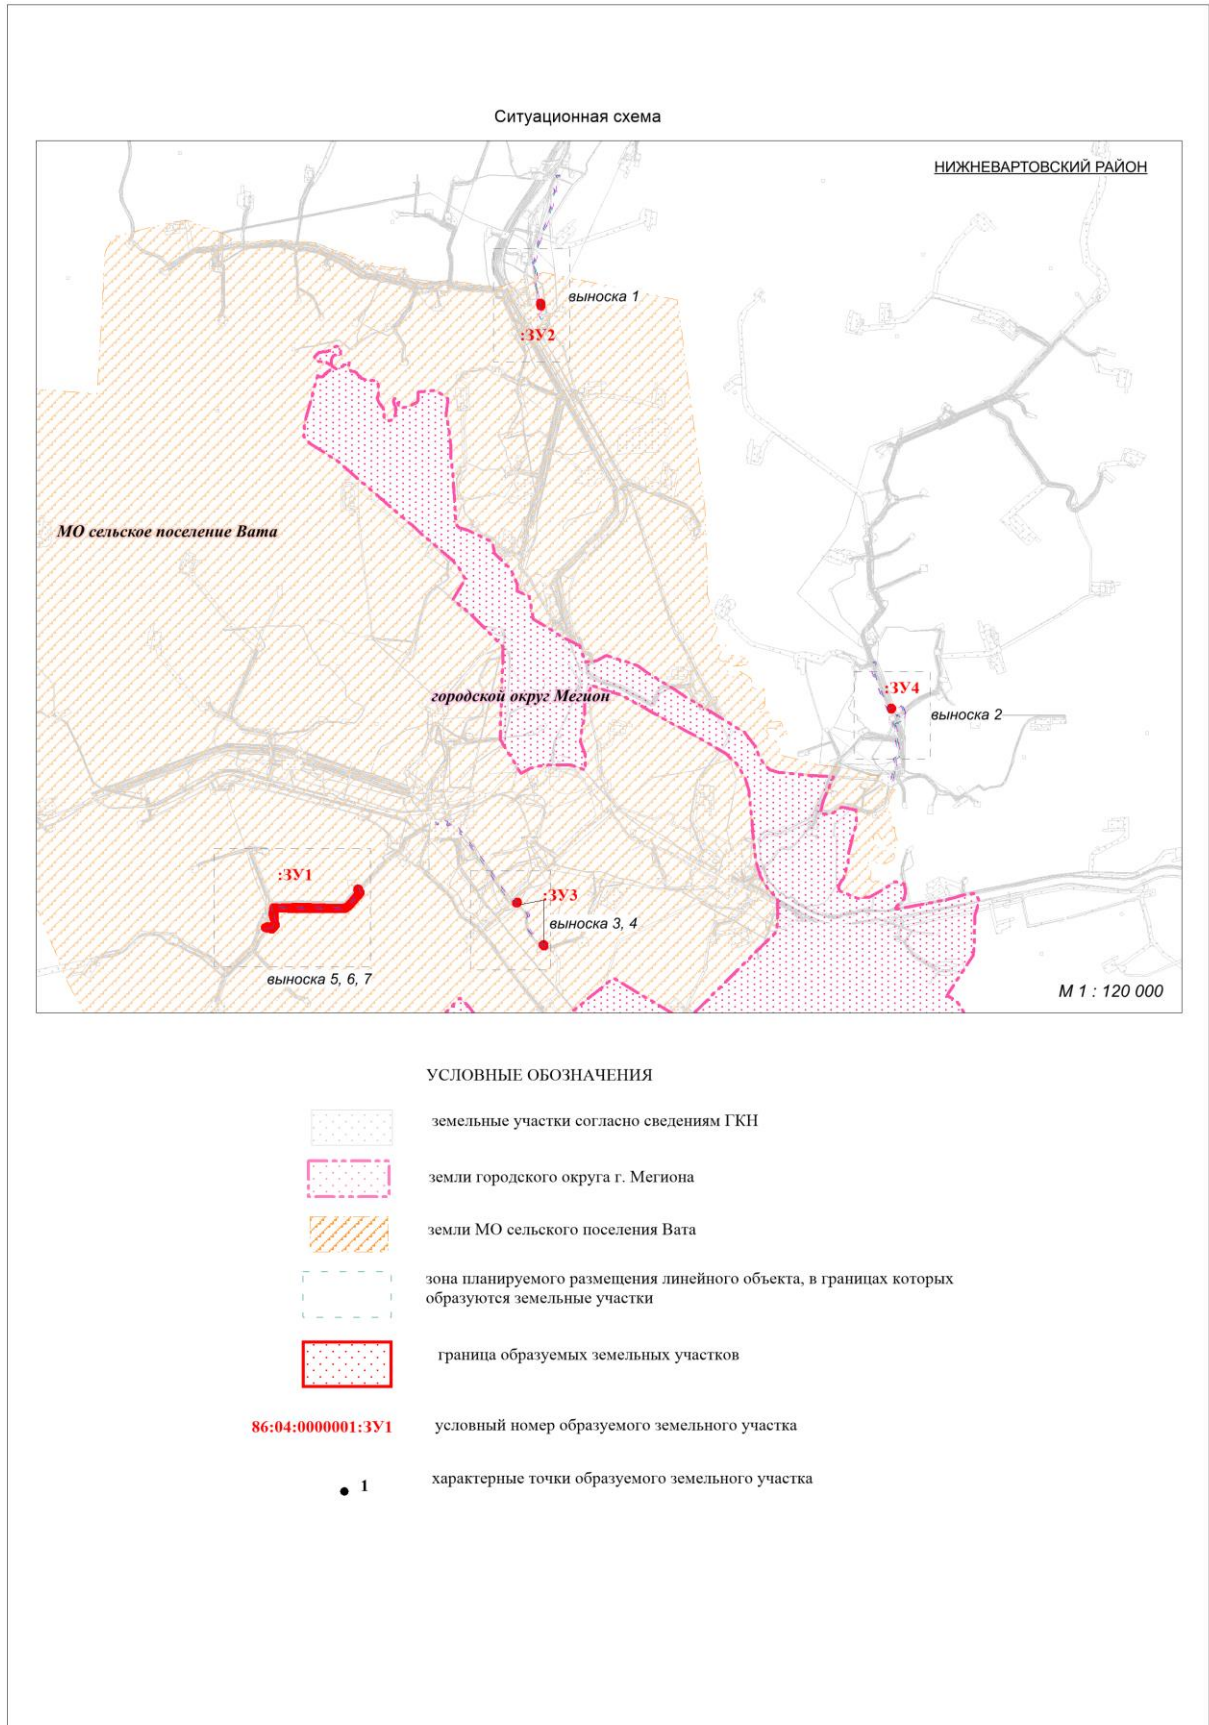 Ситуационная схема
НИЖНЕВАРТОВСКИЙ РАЙОН
выноска 1
:ЗУ2
МО сельское поселение Вата
городской округ Мегион
:ЗУ4
выноска 2
:ЗУ1
:ЗУ3
выноска 3, 4
выноска 5, 6, 7
М 1 : 120 000
УСЛОВНЫЕ ОБОЗНАЧЕНИЯ
земельные участки согласно сведениям ГКН
земли городского округа г. Мегиона
земли МО сельского поселения Вата
зона планируемого размещения линейного объекта, в границах которых
образуются земельные участки
граница образуемых земельных участков
86:04:0000001:ЗУ1 условный номер образуемого земельного участка
1 характерные точки образуемого земельного участка